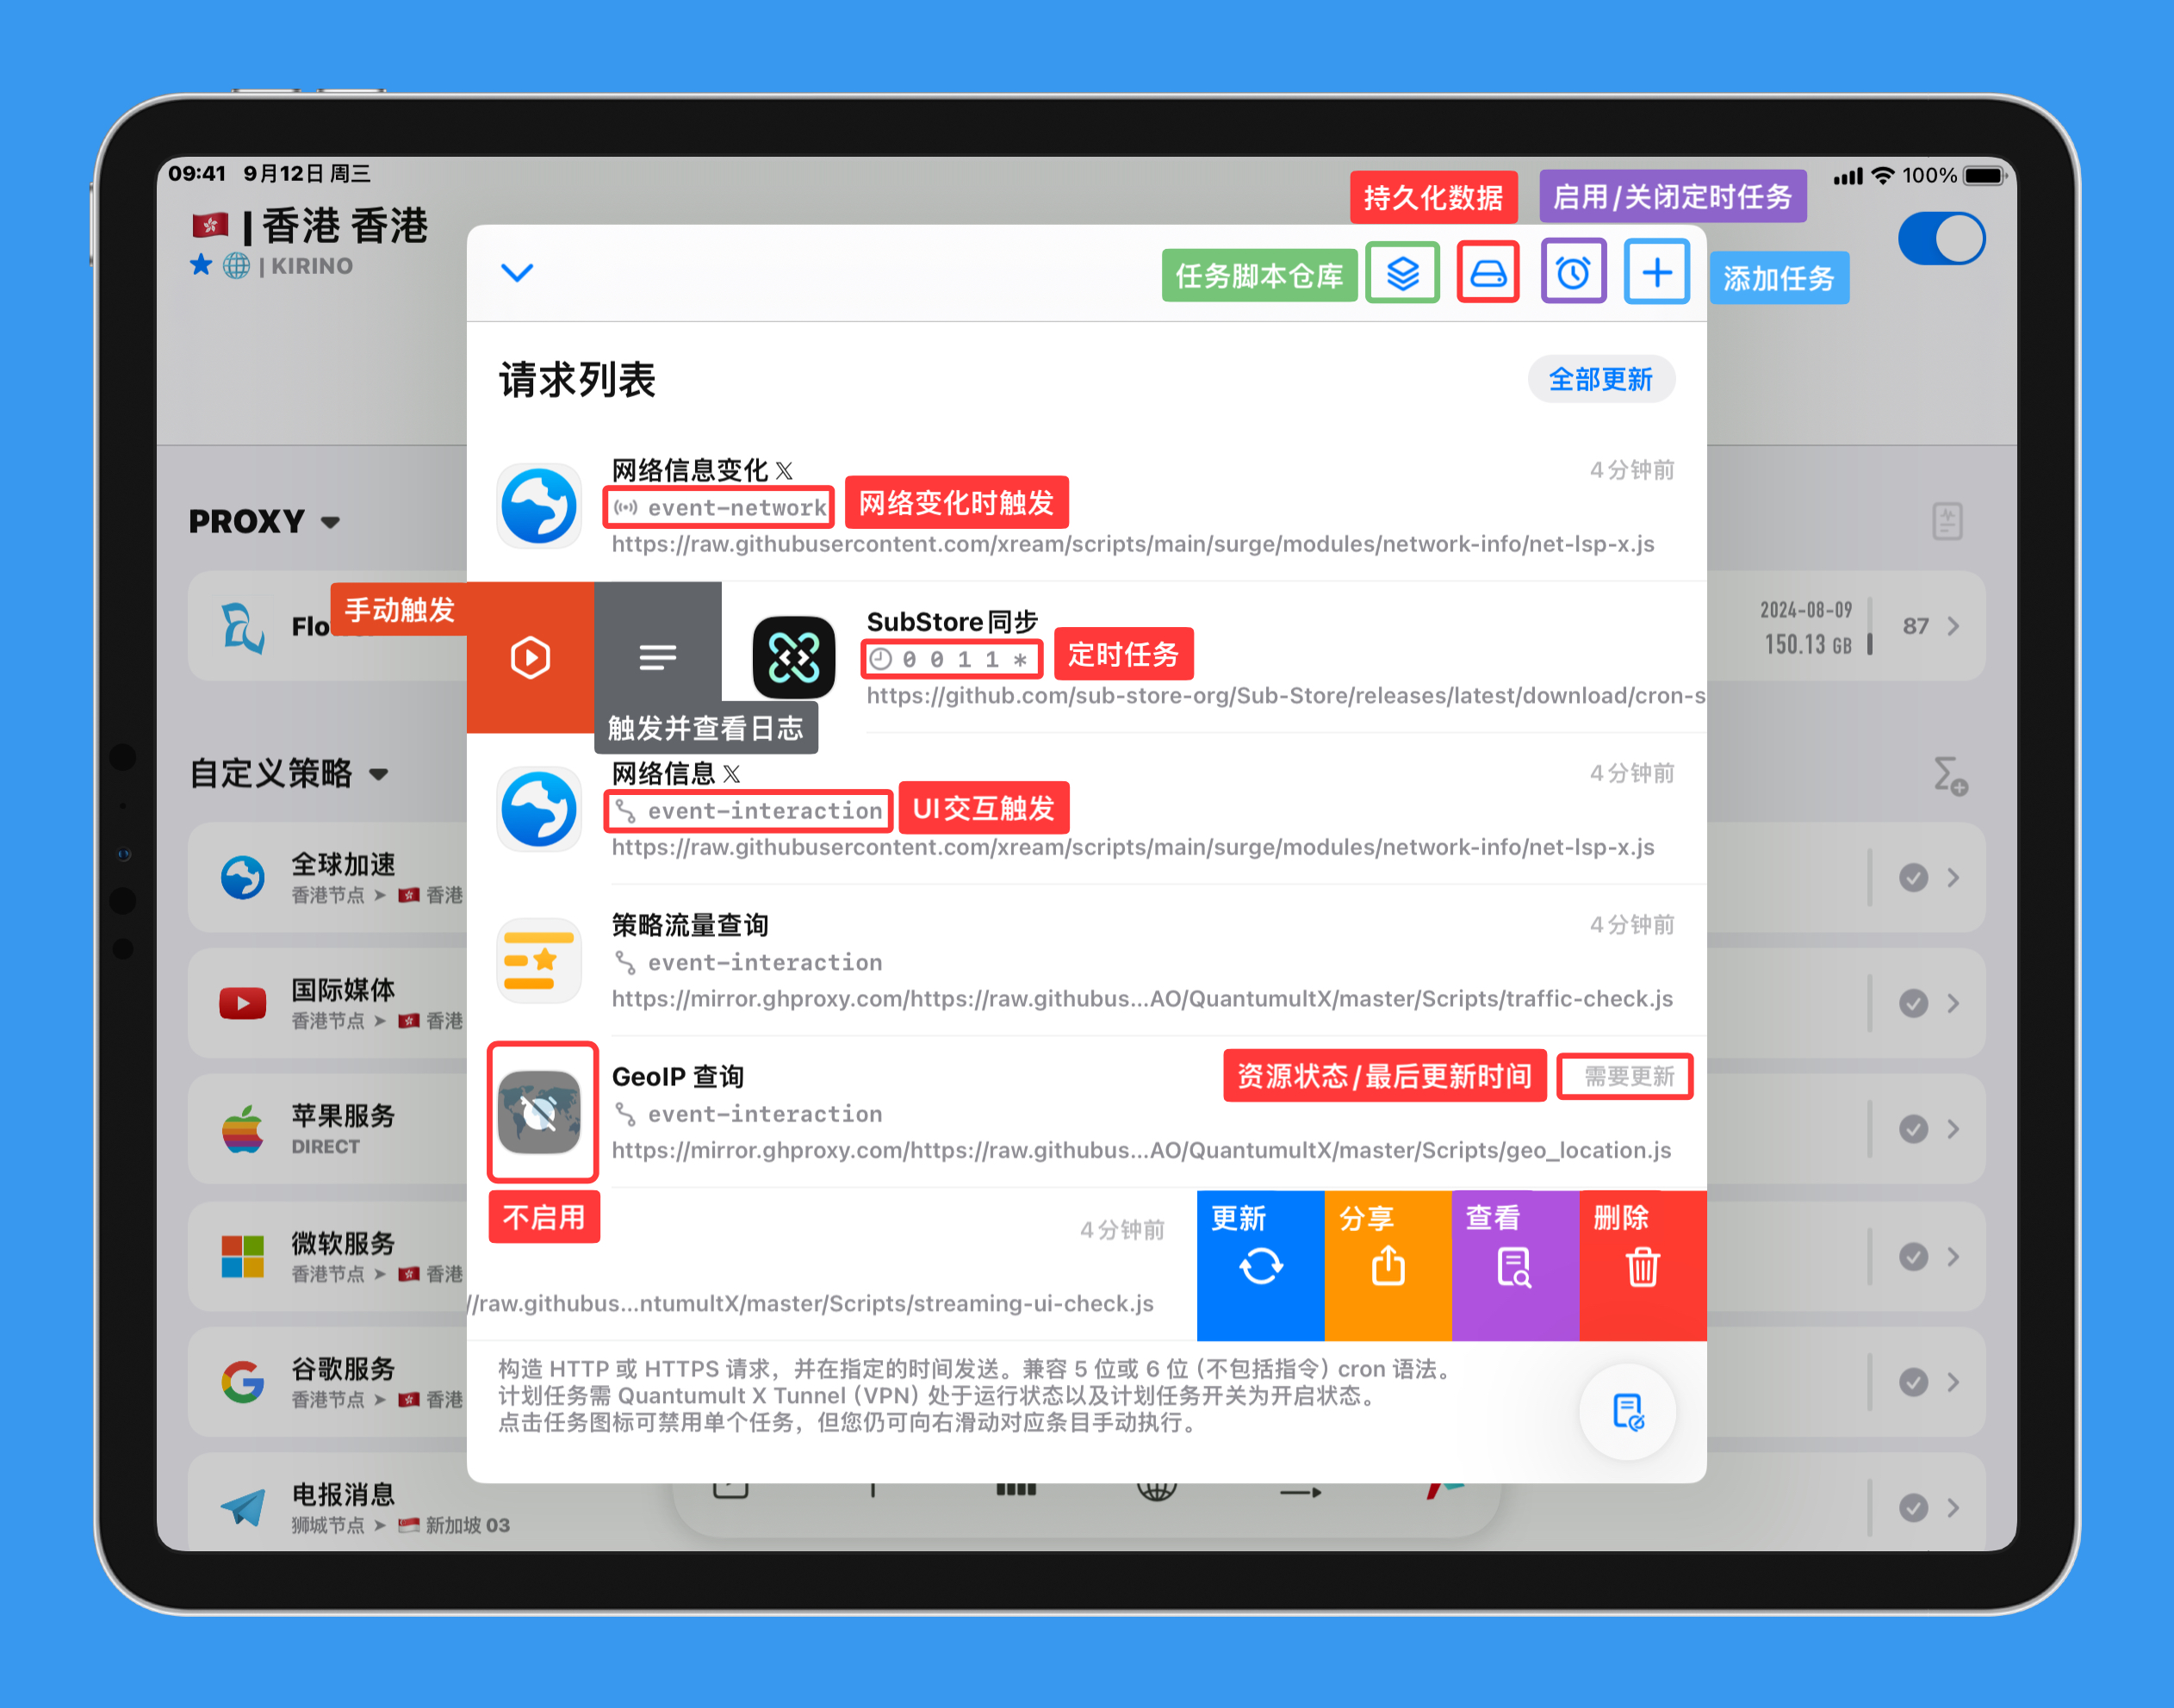 09:41 9月12日 周三
100%
持久化数据
启用/关闭定时任务
| 香港 香港
| KIRINO
任务脚本仓库
添加任务
请求列表
全部更新
网络信息变化 𝕏
4 分钟前
event-network
网络变化时触发
https://raw.githubusercontent.com/xream/scripts/main/surge/modules/network-info/net-lsp-x.js
PROXY
手动触发
Flo
SubStore 同步
0 0 1 1 *
定时任务
https://github.com/sub-store-org/Sub-Store/releases/latest/download/cron-s
触发并查看日志
2024-08-09
150.13 GB
87
自定义策略
网络信息 𝕏
4 分钟前
event-interaction
UI交互触发
https://raw.githubusercontent.com/xream/scripts/main/surge/modules/network-info/net-lsp-x.js
全球加速
香港节点 ➤ 香港
策略流量查询
4 分钟前
event-interaction
https://mirror.ghproxy.com/https://raw.githubus...AO/QuantumultX/master/Scripts/traffic-check.js
国际媒体
香港节点 ➤ 香港
GeoIP 查询
资源状态/最后更新时间
需要更新
event-interaction
https://mirror.ghproxy.com/https://raw.githubus...AO/QuantumultX/master/Scripts/geo_location.js
不启用
苹果服务
DIRECT
4 分钟前
更新
分享
查看
删除
//raw.githubus...ntumultX/master/Scripts/streaming-ui-check.js
微软服务
香港节点 ➤ 香港
构造 HTTP 或 HTTPS 请求，并在指定的时间发送。兼容 5 位或 6 位（不包括指令）cron 语法。
计划任务需 Quantumult X Tunnel（VPN）处于运行状态以及计划任务开关为开启状态。
点击任务图标可禁用单个任务，但您仍可向右滑动对应条目手动执行。
谷歌服务
香港节点 ➤ 香港
电报消息
狮城节点 ➤ 新加坡 03